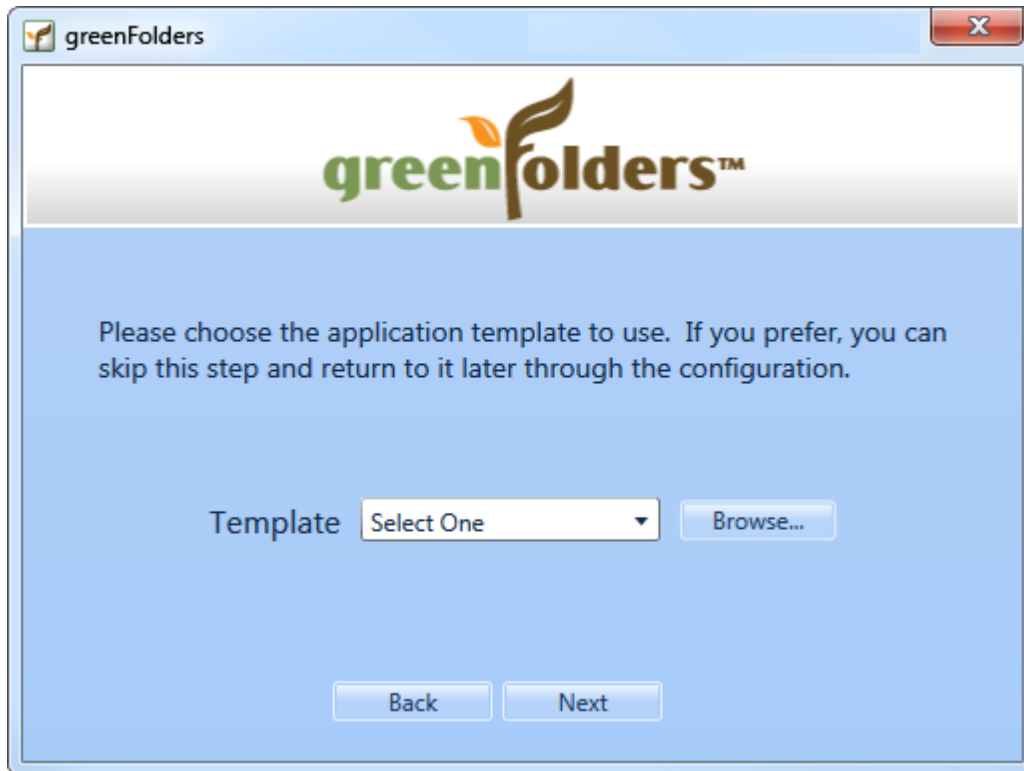 greenFolders
greenfolders™
Please choose the application template to use.  If you prefer, you can
skip this step and return to it later through the configuration.
Template Select One Browse...
Back Next